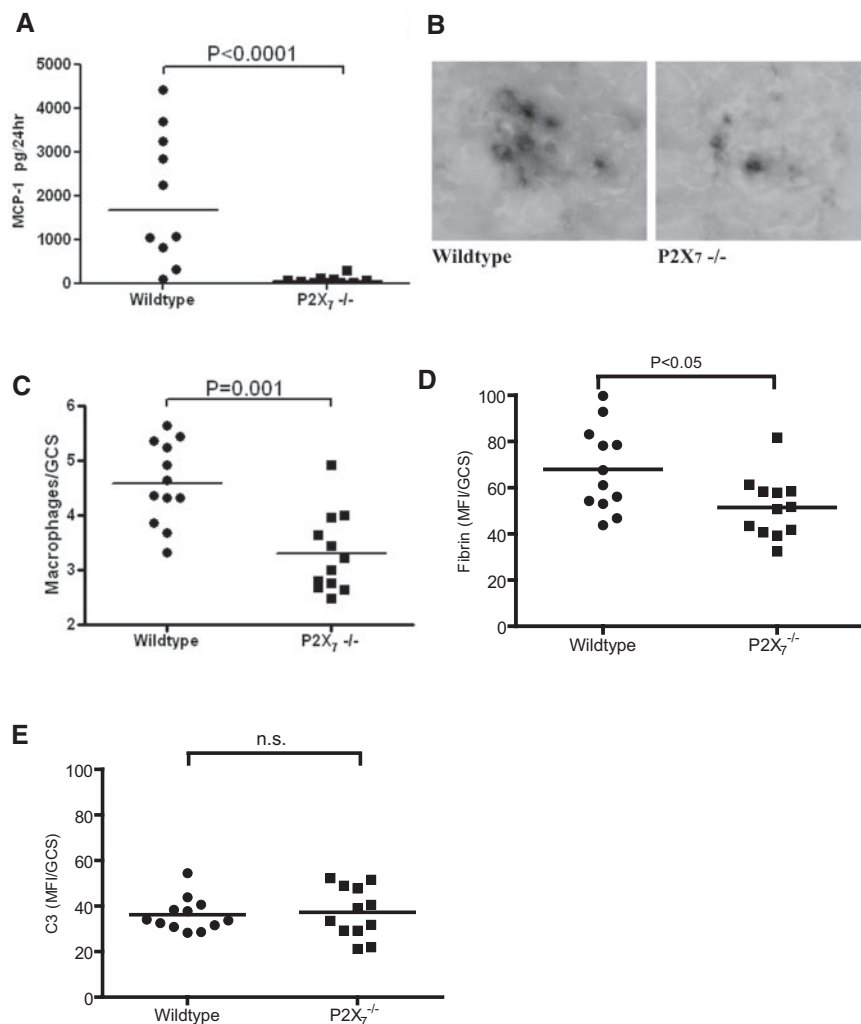 A
P<0.0001
MCP-1 pg/24hr
5000
4000
3000
2000
1000
0
Wildtype
P2X7 -/-
B
Wildtype
P2X7 -/-
C
P=0.001
Macrophages/GCS
6
5
4
3
2
Wildtype
P2X7 -/-
D
P<0.05
Fibrin (MFI/GCS)
100
80
60
40
20
0
Wildtype
P2X7-/-
E
n.s.
C3 (MFI/GCS)
100
80
60
40
20
0
Wildtype
P2X7-/-